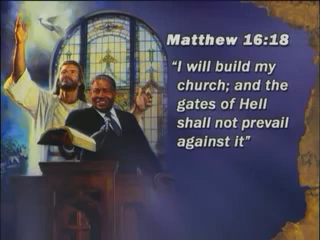 Matthew 16:18
"I will build my
church; and the
gates of Hell
shall not prevail
against it"